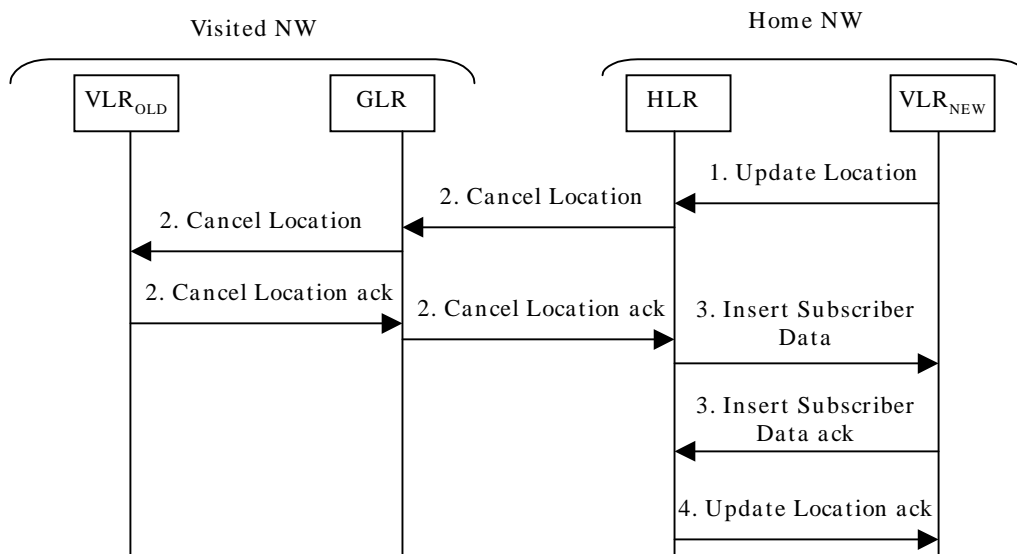 Visited NW
Home NW
VLR_OLD
GLR
HLR
VLR_NEW
1. Update Location
2. Cancel Location
2. Cancel Location
2. Cancel Location ack
2. Cancel Location ack
3. Insert Subscriber
Data
3. Insert Subscriber
Data ack
4. Update Location ack